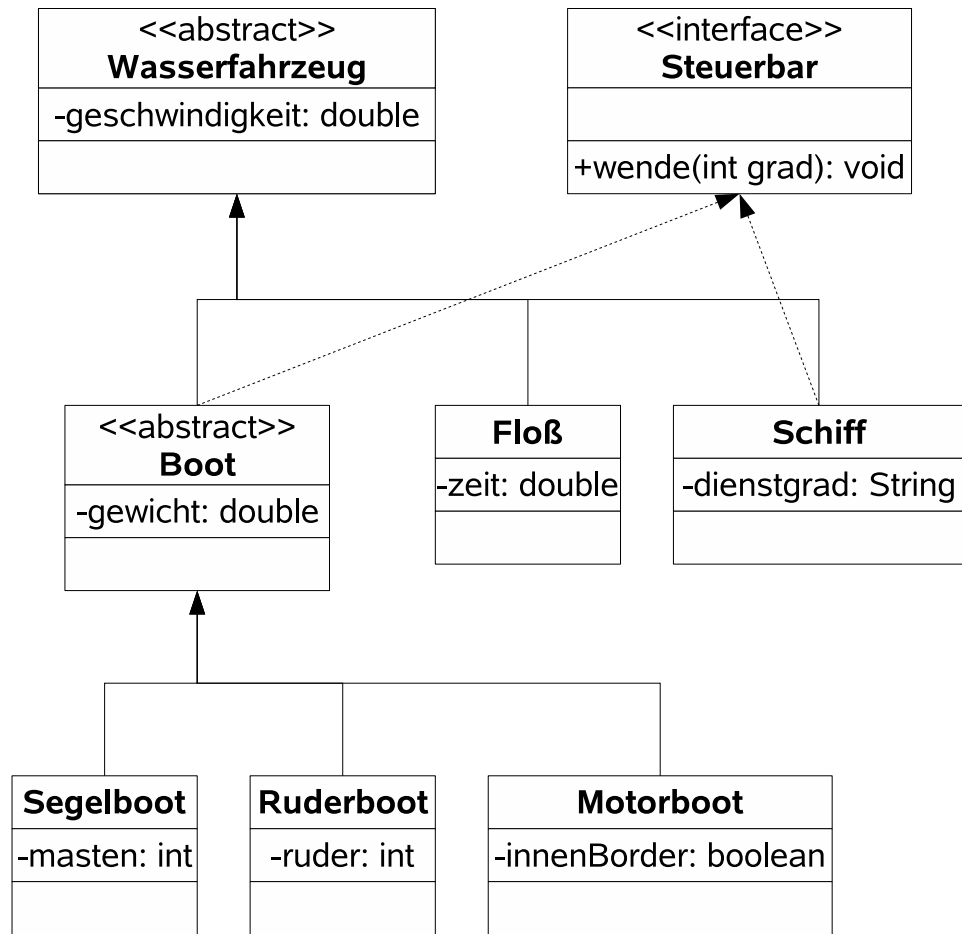 <<abstract>>
Wasserfahrzeug
-geschwindigkeit: double
<<interface>>
Steuerbar
+wende(int grad): void
<<abstract>>
Boot
-gewicht: double
Floß
-zeit: double
Schiff
-dienstgrad: String
Segelboot
-masten: int
Ruderboot
-ruder: int
Motorboot
-innenBorder: boolean